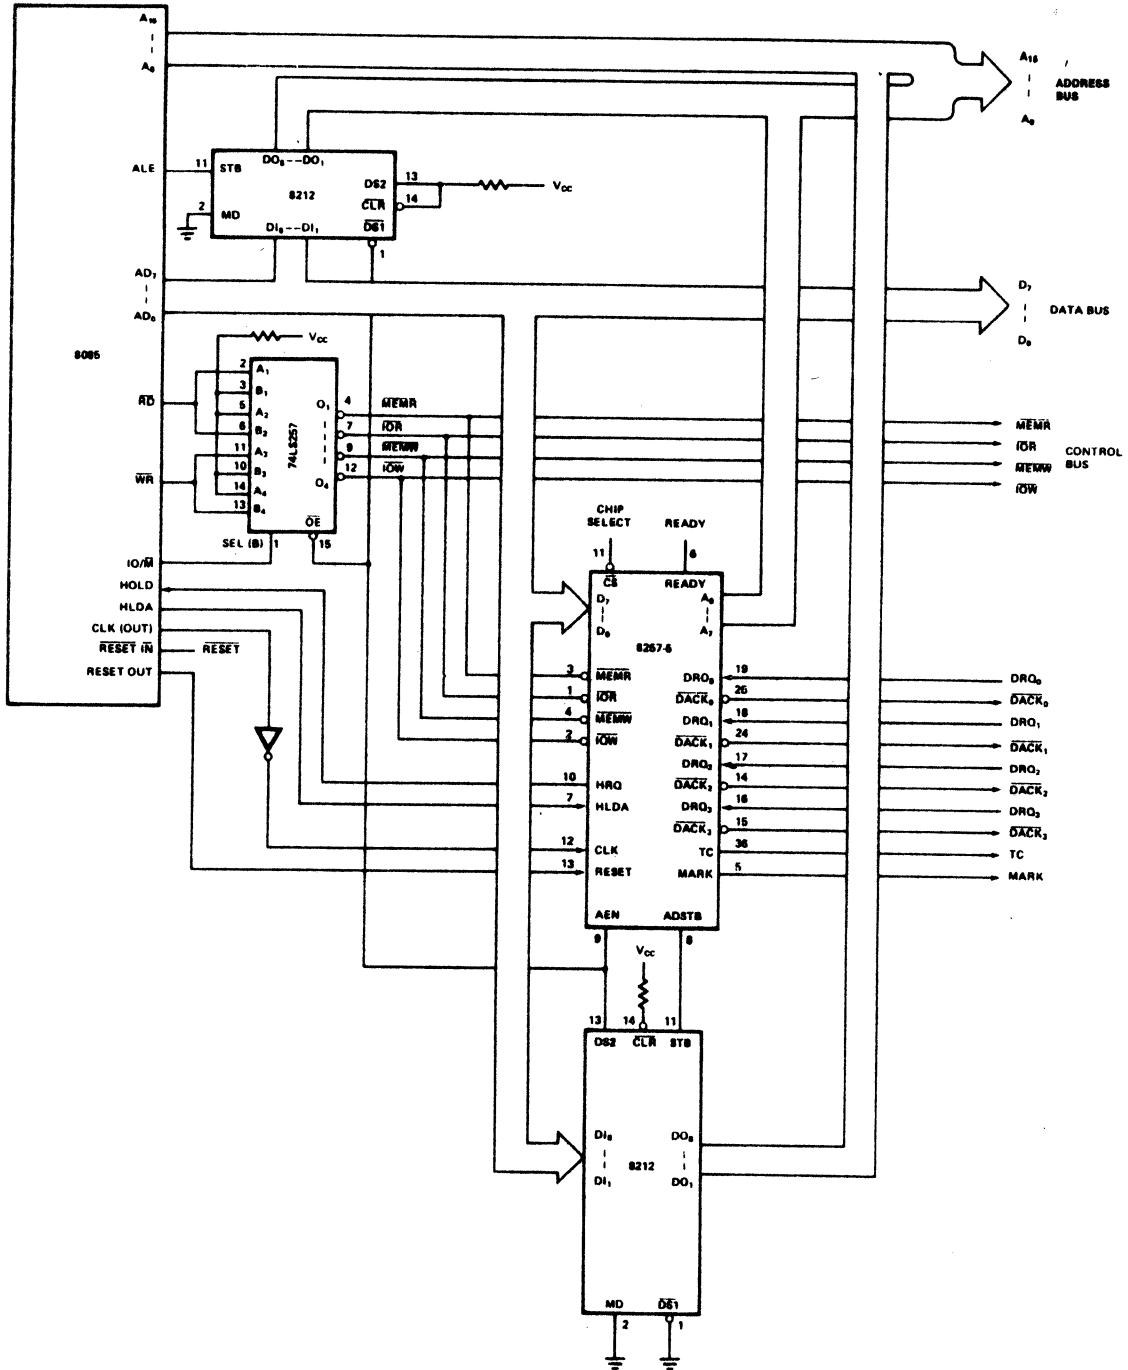 A₁₅
A₈
8085
ALE
AD₇
AD₀
RD
WR
IO/M
HOLD
HLDA
CLK (OUT)
RESET IN
RESET
RESET OUT
11
STB
DO₈--DO₁
8212
DS2
13
CLR
14
VCC
2
MD
DI₈--DI₁
DS1
1
A₁₅
A₀
ADDRESS
BUS
D₇
D₀
DATA BUS
VCC
2 A₁
3 B₁
5 A₂
6 B₂
11 A₃
10 B₃
14 A₄
13 B₄
74LS257
O₁
O₄
OE
SEL (B)
1
15
4 MEMR
7 IOR
9 MEMW
12 IOW
MEMR
IOR
MEMW
IOW
CONTROL
BUS
CHIP
SELECT
READY
11
6
CS
READY
D₇
D₀
A₀
A₇
8257-5
3 MEMR
1 IOR
4 MEMW
2 IOW
10 HRQ
7 HLDA
12 CLK
13 RESET
DRQ₀ 19 DRQ₀
DACK₀ 25 DACK₀
DRQ₁ 18 DRQ₁
DACK₁ 24 DACK₁
DRQ₂ 17 DRQ₂
DACK₂ 14 DACK₂
DRQ₃ 16 DRQ₃
DACK₃ 15 DACK₃
TC 36 TC
MARK 5 MARK
AEN
ADSTB
9
8
VCC
13
14
11
DS2
CLR
STB
DI₈
DI₁
8212
DO₈
DO₁
MD
DS1
2
1